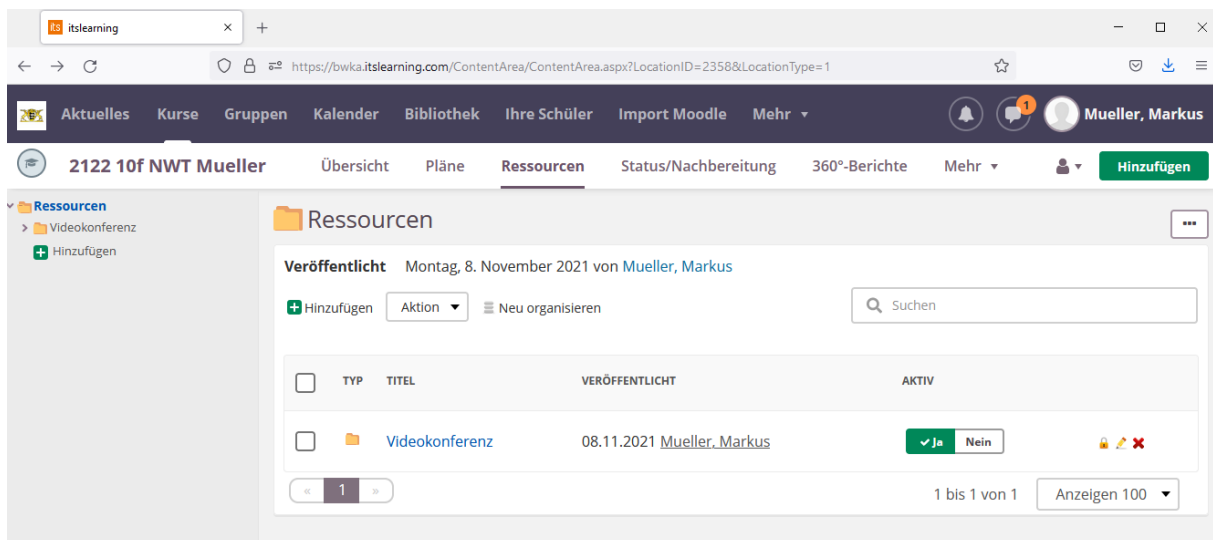 its itslearning
https://bwka.itslearning.com/ContentArea/ContentArea.aspx?LocationID=2358&LocationType=1
Aktuelles Kurse Gruppen Kalender Bibliothek Ihre Schüler Import Moodle Mehr 1 Mueller, Markus
2122 10f NWT Mueller Übersicht Pläne Ressourcen Status/Nachbereitung 360°-Berichte Mehr Hinzufügen
Ressourcen
Videokonferenz
Hinzufügen
Ressourcen
Veröffentlicht Montag, 8. November 2021 von Mueller, Markus
Hinzufügen Aktion Neu organisieren Suchen
TYP TITEL VERÖFFENTLICHT AKTIV
Videokonferenz 08.11.2021 Mueller, Markus Ja Nein
« 1 » 1 bis 1 von 1 Anzeigen 100